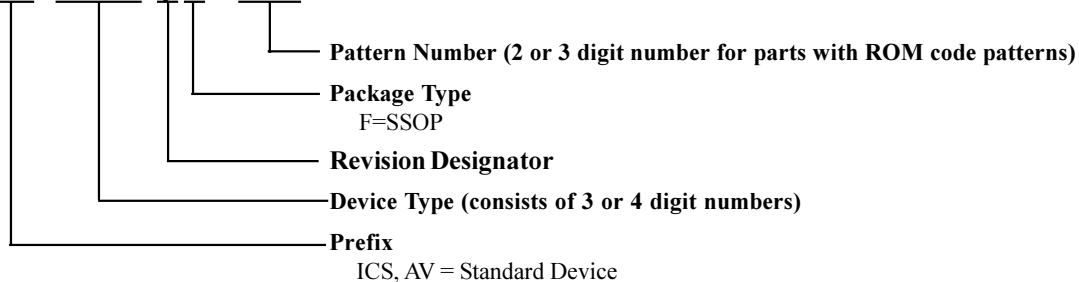 Pattern Number (2 or 3 digit number for parts with ROM code patterns)
Package Type
F=SSOP
Revision Designator
Device Type (consists of 3 or 4 digit numbers)
Prefix
ICS, AV = Standard Device